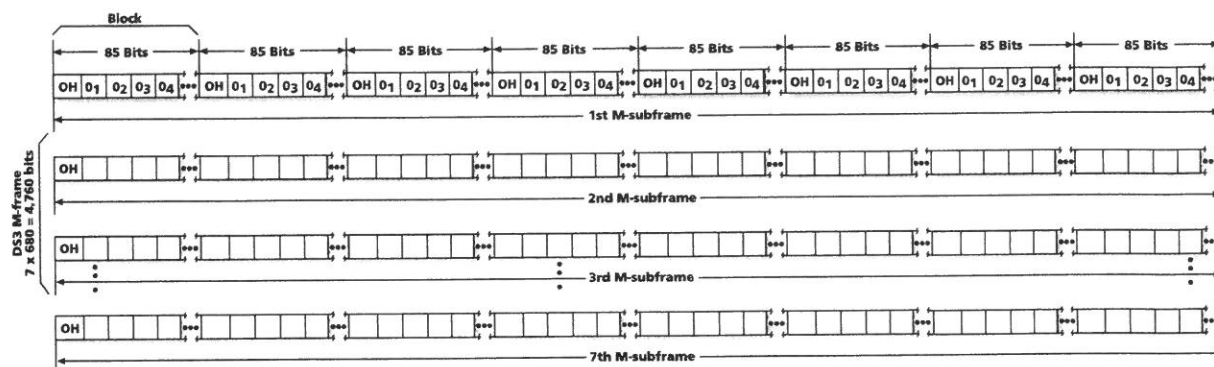 Block
85 Bits 85 Bits 85 Bits 85 Bits 85 Bits 85 Bits 85 Bits 85 Bits
OH 01 02 03 04 ••• OH 01 02 03 04 ••• OH 01 02 03 04 ••• OH 01 02 03 04 ••• OH 01 02 03 04 ••• OH 01 02 03 04 ••• OH 01 02 03 04 ••• OH 01 02 03 04 •••
1st M-subframe
DS3 M-frame
7 x 680 = 4,760 bits
OH
2nd M-subframe
OH
3rd M-subframe
OH
7th M-subframe